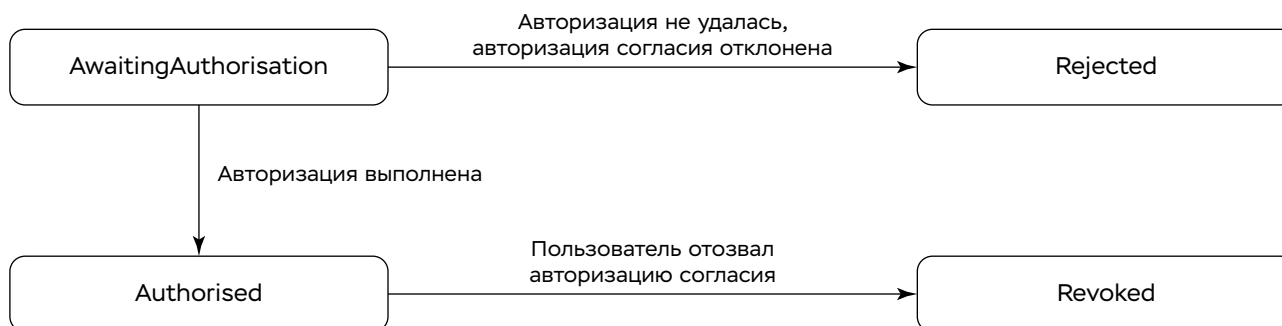 Авторизация не удалась,
авторизация согласия отклонена
AwaitingAuthorisation
Rejected
Авторизация выполнена
Пользователь отозвал
авторизацию согласия
Authorised
Revoked